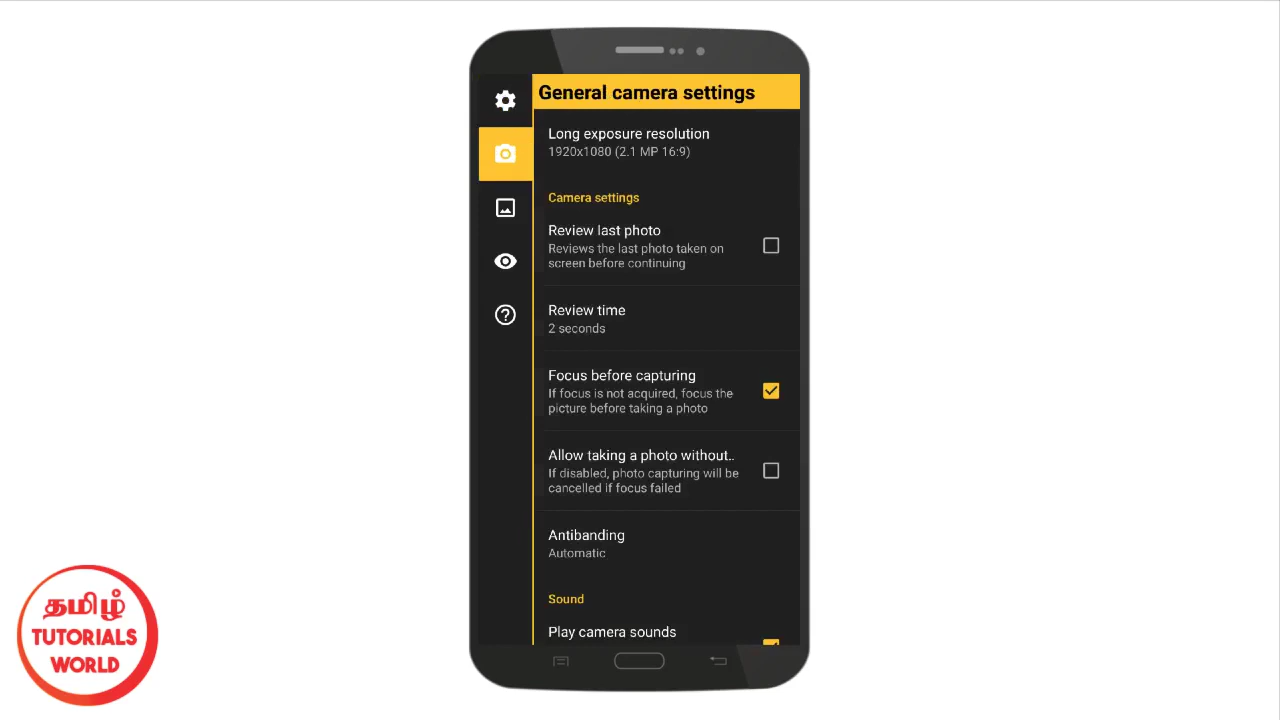 General camera settings
Long exposure resolution
1920x1080 (2.1 MP 16:9)
Camera settings
Review last photo
Reviews the last photo taken on
screen before continuing
Review time
2 seconds
Focus before capturing
If focus is not acquired, focus the
picture before taking a photo
Allow taking a photo without..
If disabled, photo capturing will be
cancelled if focus failed
Antibanding
Automatic
Sound
Play camera sounds
தமிழ்
TUTORIALS
WORLD